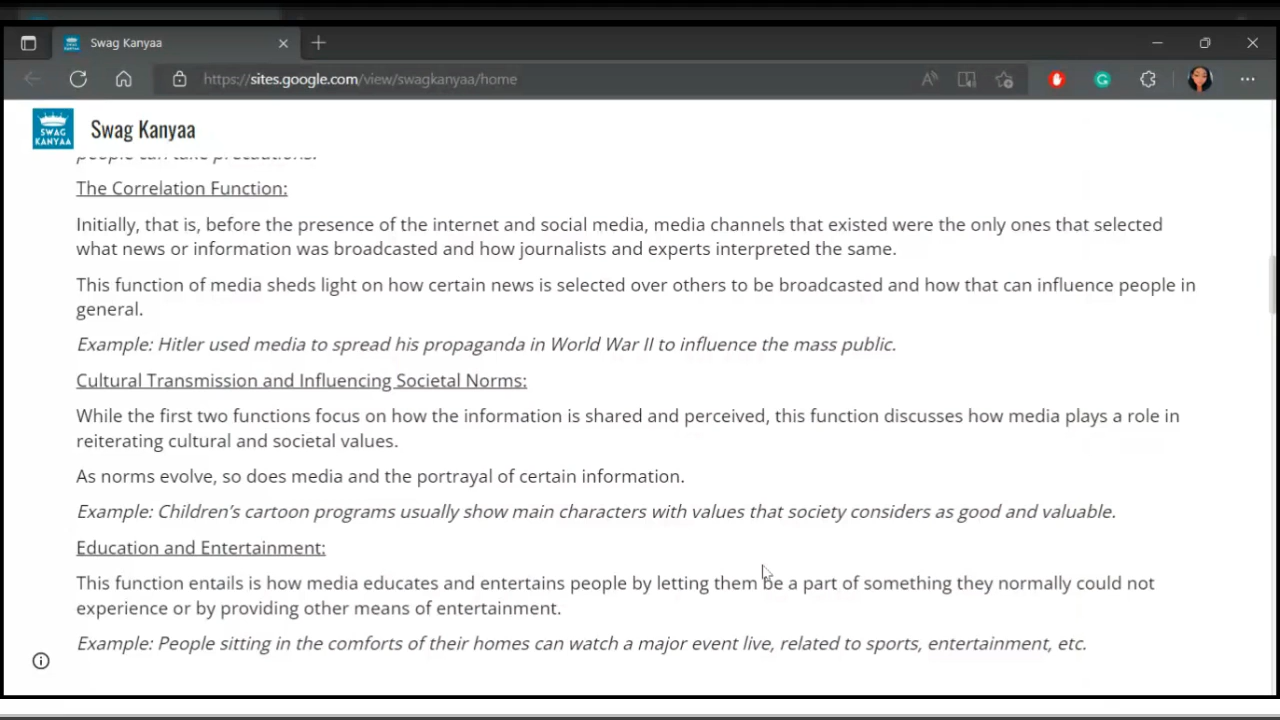 Swag Kanyaa
https://sites.google.com/view/swagkanyaa/home
SWAG
KANYAA
Swag Kanyaa
people can take precautions.
The Correlation Function:
Initially, that is, before the presence of the internet and social media, media channels that existed were the only ones that selected
what news or information was broadcasted and how journalists and experts interpreted the same.
This function of media sheds light on how certain news is selected over others to be broadcasted and how that can influence people in
general.
Example: Hitler used media to spread his propaganda in World War II to influence the mass public.
Cultural Transmission and Influencing Societal Norms:
While the first two functions focus on how the information is shared and perceived, this function discusses how media plays a role in
reiterating cultural and societal values.
As norms evolve, so does media and the portrayal of certain information.
Example: Children's cartoon programs usually show main characters with values that society considers as good and valuable.
Education and Entertainment:
This function entails is how media educates and entertains people by letting them be a part of something they normally could not
experience or by providing other means of entertainment.
Example: People sitting in the comforts of their homes can watch a major event live, related to sports, entertainment, etc.